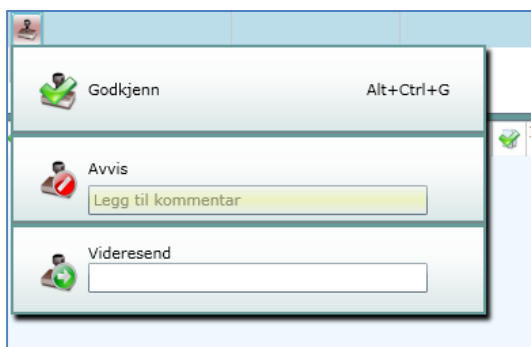 Godkjenn Alt+Ctrl+G
Avvis
Legg til kommentar
Videresend